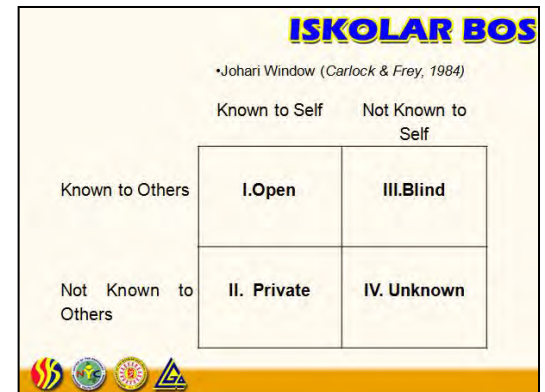 ISKOLAR BOS
•Johari Window (Carlock & Frey, 1984)
Known to Self
Not Known to
Self
Known to Others
I.Open
III.Blind
Not Known to
Others
II. Private
IV. Unknown